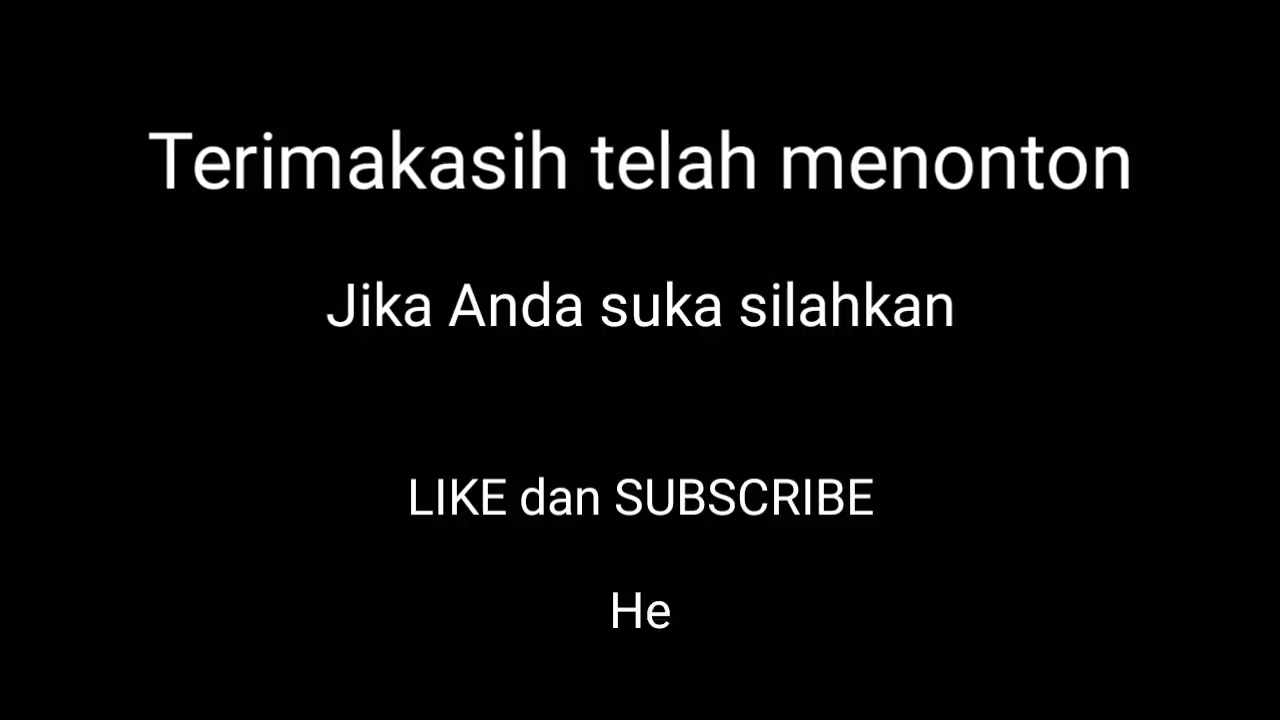 Terimakasih telah menonton
Jika Anda suka silahkan
LIKE dan SUBSCRIBE
He